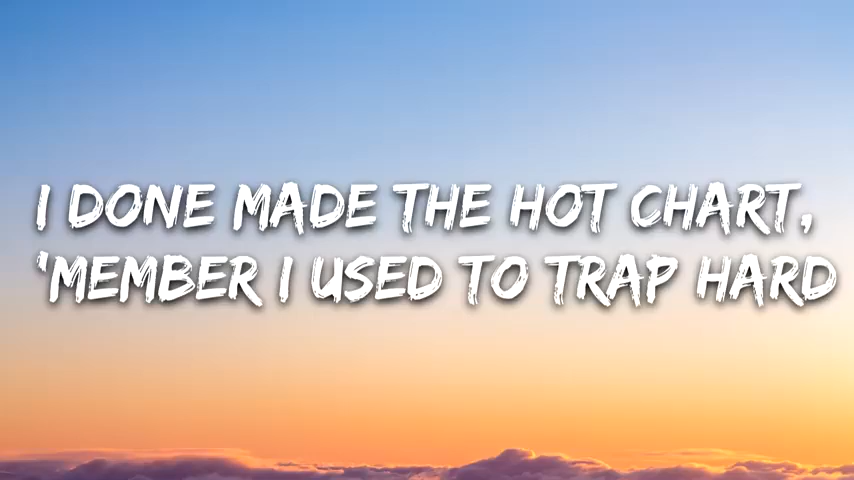 I DONE MADE THE HOT CHART,
'MEMBER I USED TO TRAP HARD